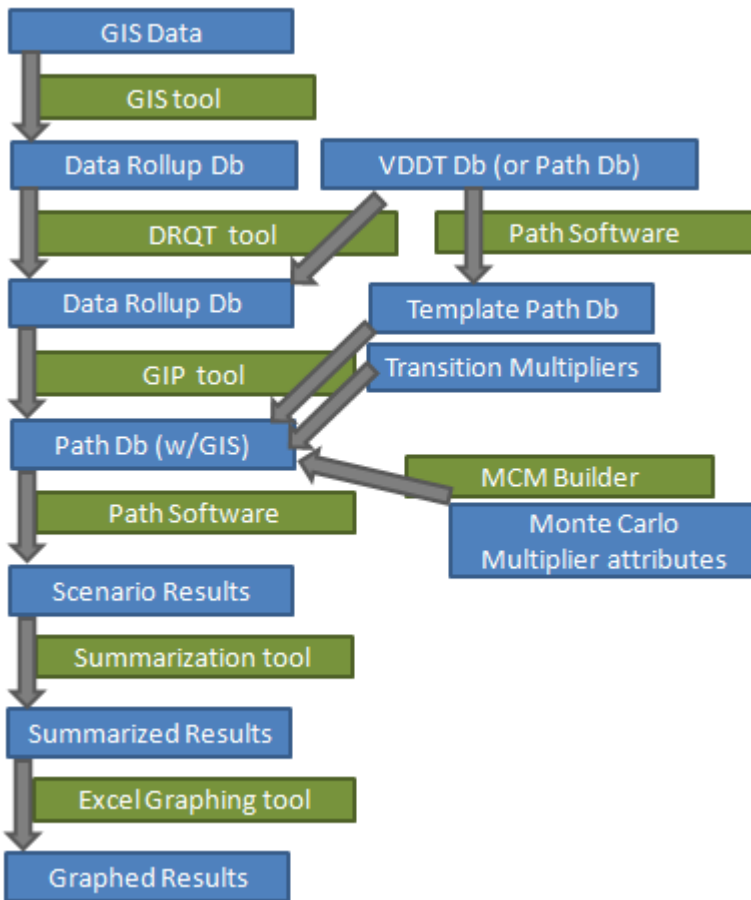 GIS Data
GIS tool
Data Rollup Db
VDDT Db (or Path Db)
DRQT tool
Path Software
Data Rollup Db
Template Path Db
GIP tool
Transition Multipliers
Path Db (w/GIS)
MCM Builder
Path Software
Monte Carlo
Multiplier attributes
Scenario Results
Summarization tool
Summarized Results
Excel Graphing tool
Graphed Results